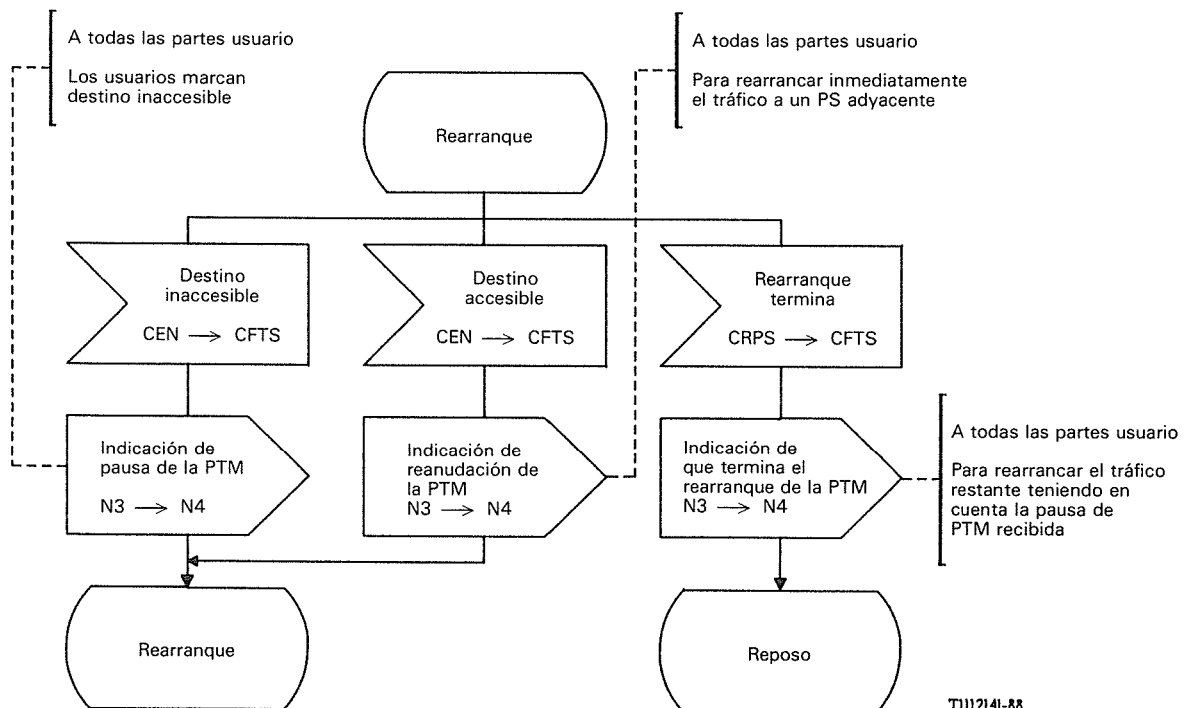 A todas las partes usuario
Los usuarios marcan
destino inaccesible
A todas las partes usuario
Para rearrancar inmediatamente
el tráfico a un PS adyacente
Rearranque
Destino
inaccesible
CEN → CFTS
Destino
accesible
CEN → CFTS
Rearranque
termina
CRPS → CFTS
Indicación de
pausa de la PTM
N3 → N4
Indicación de
reanudación de
la PTM
N3 → N4
Indicación de
que termina el
rearranque de la PTM
N3 → N4
A todas las partes usuario
Para rearrancar el tráfico
restante teniendo en
cuenta la pausa de
PTM recibida
Rearranque
Reposo
T1112141-88